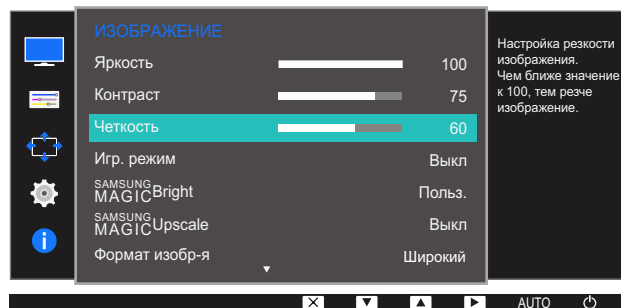 ИЗОБРАЖЕНИЕ
Яркость 100
Контраст 75
Четкость 60
Игр. режим Выкл
SAMSUNG MAGIC Bright Польз.
SAMSUNG MAGIC Upscale Выкл
Формат изобр-я Широкий
Настройка резкости
изображения.
Чем ближе значение
к 100, тем резче
изображение.
AUTO